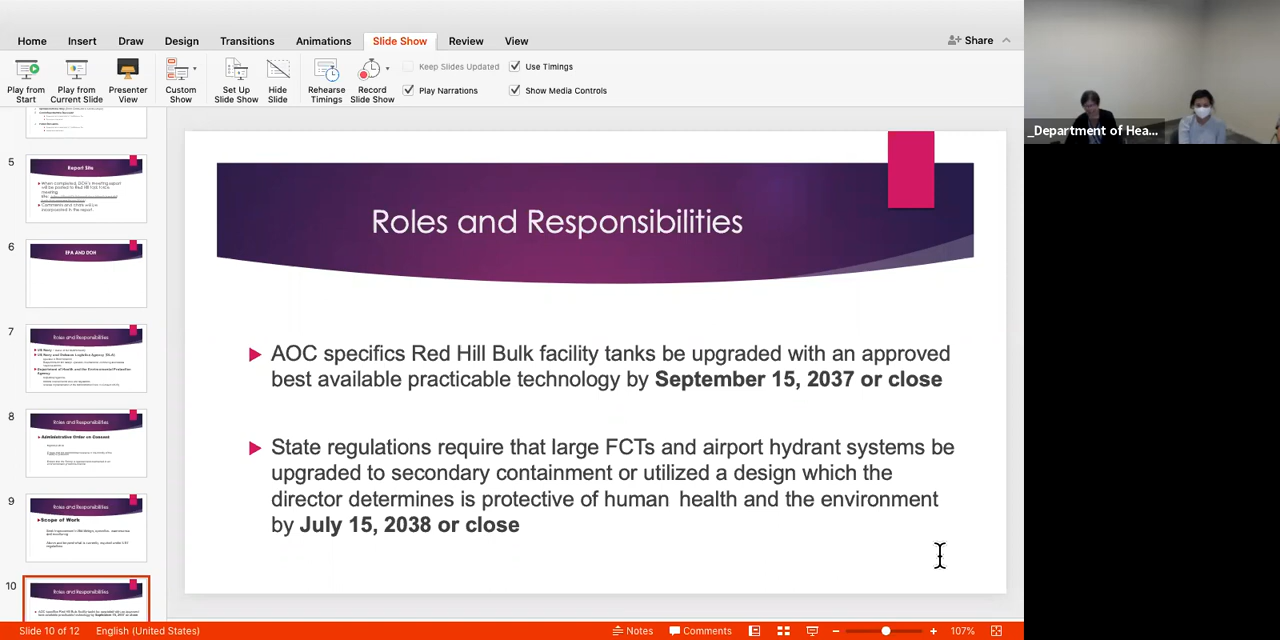 Home Insert Draw Design Transitions Animations Slide Show Review View Share
Play from Start
Play from Current Slide
Presenter View
Custom Show
Set Up Slide Show
Hide Slide
Rehearse Timings
Record Slide Show
Keep Slides Updated
Use Timings
Play Narrations
Show Media Controls
_Department of Hea...
5
Report Site
6
EPA AND DOH
7
Roles and Responsibilities
8
Roles and Responsibilities
Administrative Order on Consent
9
Roles and Responsibilities
Scope of Work
10
Roles and Responsibilities
Roles and Responsibilities
AOC specifics Red Hill Bulk facility tanks be upgraded with an approved
best available practicable technology by September 15, 2037 or close
State regulations require that large FCTs and airport hydrant systems be
upgraded to secondary containment or utilized a design which the
director determines is protective of human health and the environment
by July 15, 2038 or close
Slide 10 of 12 English (United States) Notes Comments 107%